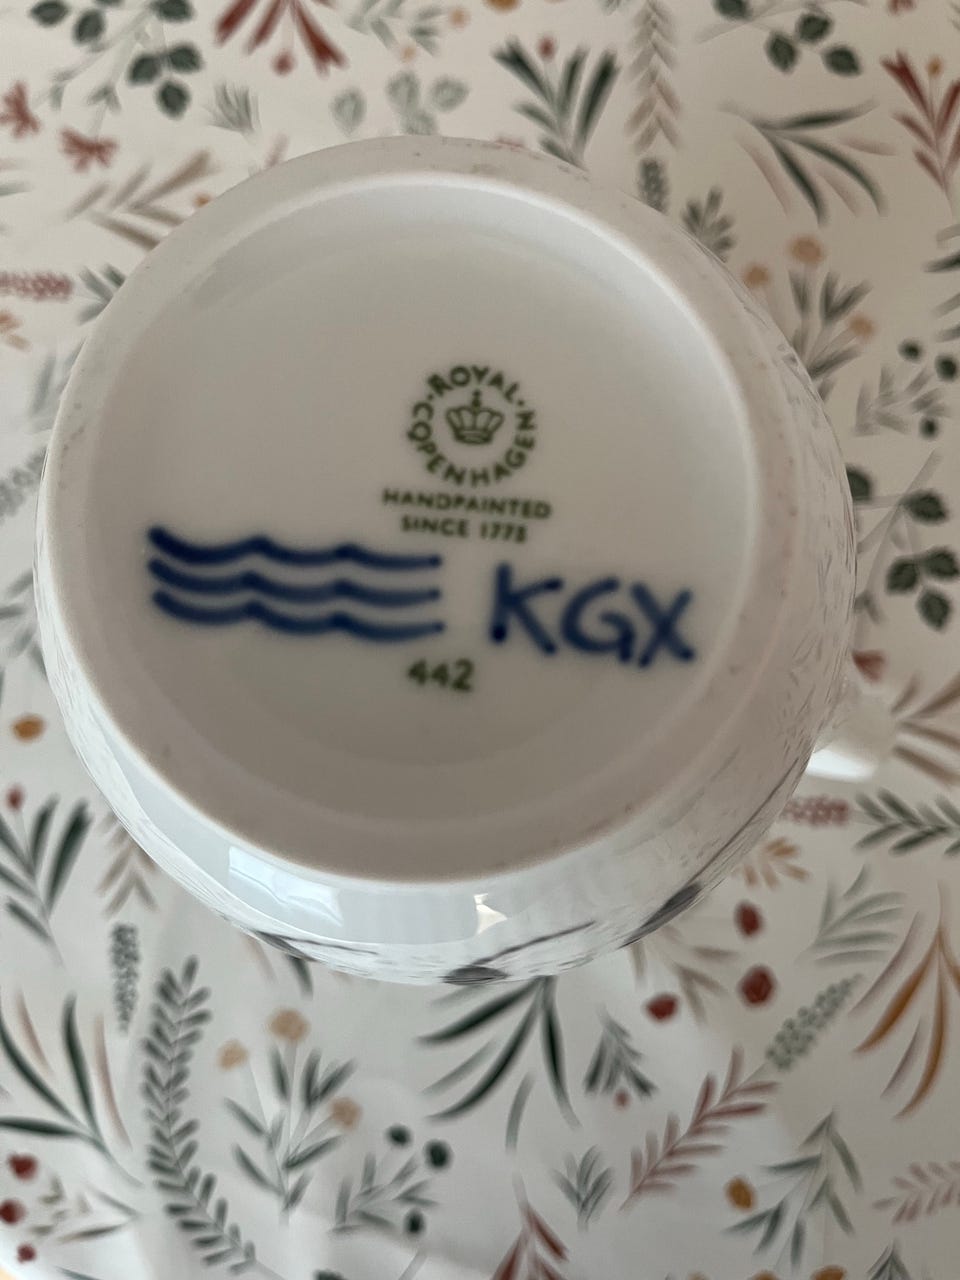 ROYAL · COPENHAGEN
HANDPAINTED
SINCE 1775
KGX
442